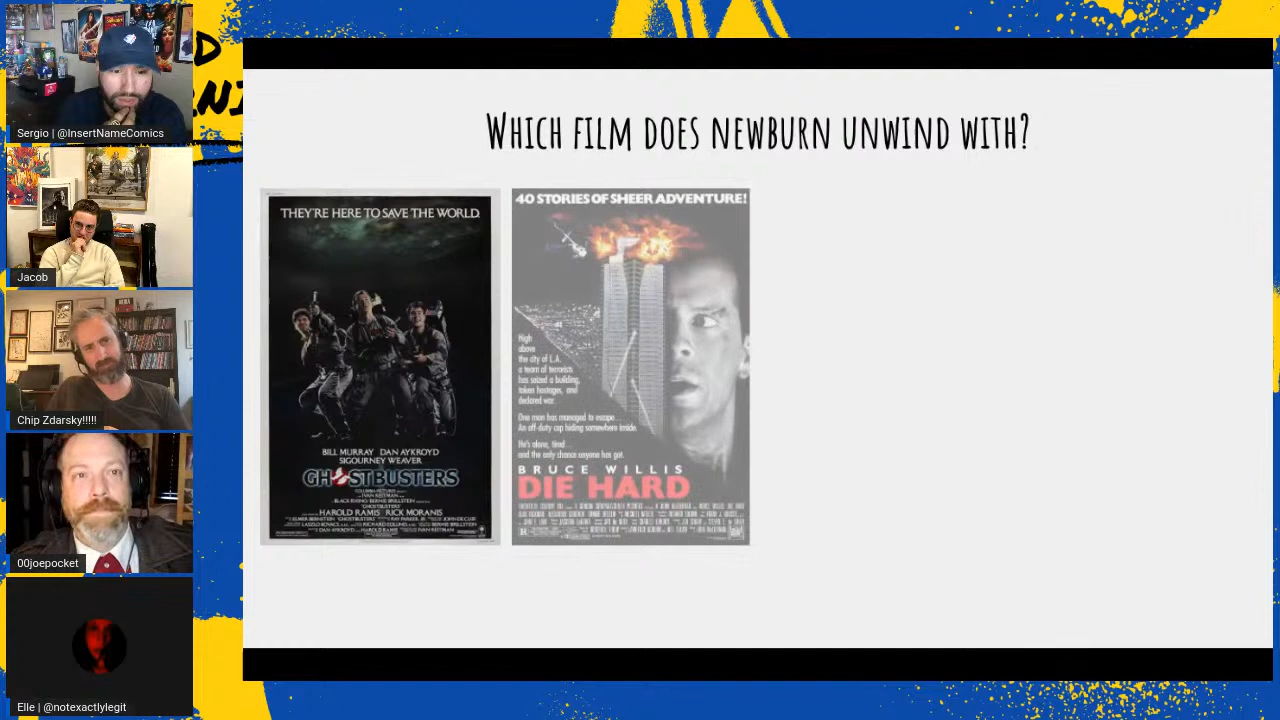 D
Sergio | @InsertNameComics
Jacob
Chip Zdarsky!!!!!
00joepocket
Elle | @notexactlylegit
WHICH FILM DOES NEWBURN UNWIND WITH?
THEY'RE HERE TO SAVE THE WORLD.
BILL MURRAY DAN AYKROYD
SIGOURNEY WEAVER
GHOSTBUSTERS
HAROLD RAMIS RICK MORANIS
40 STORIES OF SHEER ADVENTURE!
High
above
the city of L.A.
a team of terrorists
has seized a building,
taken hostages, and
declared war.
One man has managed to escape...
An off-duty cop hiding somewhere inside.
He's alone, tired...
and the only chance anyone has got.
BRUCE WILLIS
DIE HARD